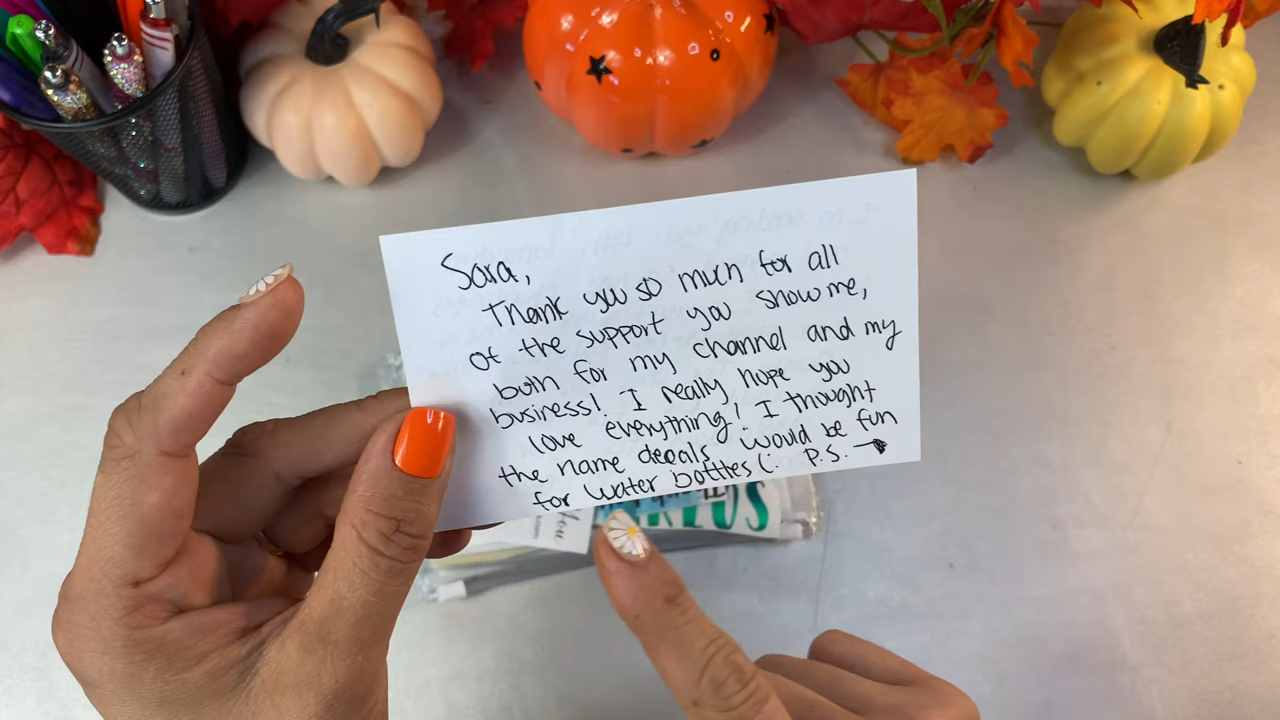 Sara,
Thank you so much for all
of the support you show me,
both for my channel and my
business! I really hope you
love everything! I thought
the name decals would be fun
for water bottles (: P.S. →
you